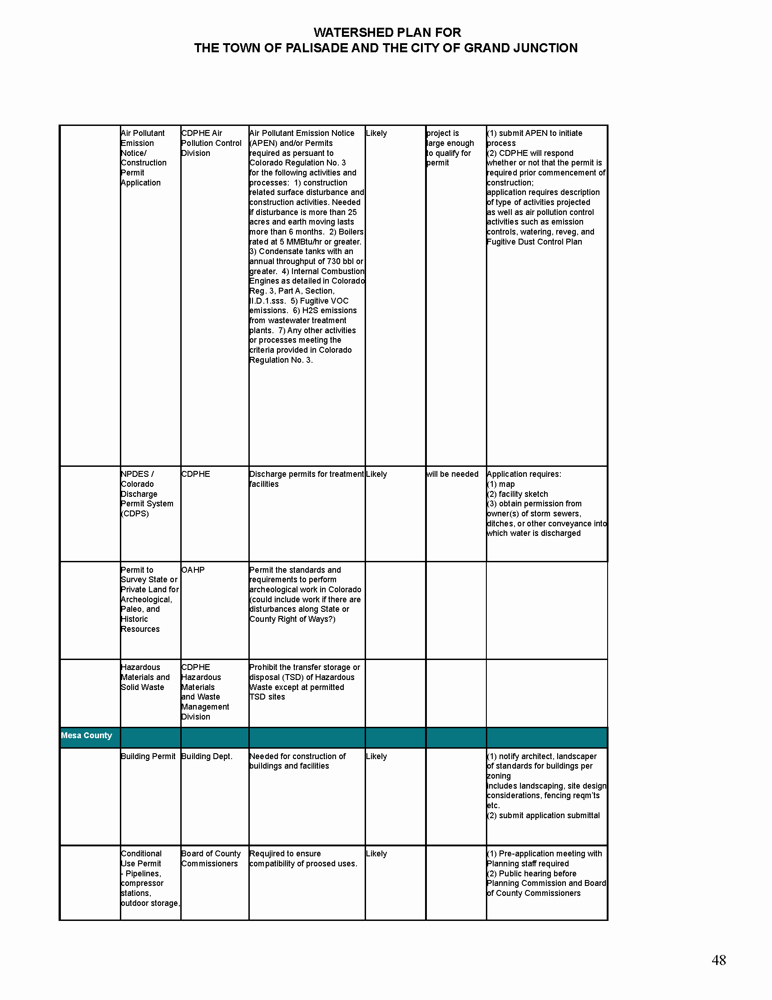 WATERSHED PLAN FOR
THE TOWN OF PALISADE AND THE CITY OF GRAND JUNCTION
Air Pollutant
Emission
Notice/
Construction
Permit
Application
CDPHE Air
Pollution Control
Division
Air Pollutant Emission Notice
(APEN) and/or Permits
required as persuant to
Colorado Regulation No. 3
for the following activities and
processes:  1) construction
related surface disturbance and
construction activities. Needed
if disturbance is more than 25
acres and earth moving lasts
more than 6 months.  2) Boilers
rated at 5 MMBtu/hr or greater.
3) Condensate tanks with an
annual throughput of 730 bbl or
greater.  4) Internal Combustion
Engines as detailed in Colorado
Reg. 3, Part A, Section,
II.D.1.sss.  5) Fugitive VOC
emissions.  6) H2S emissions
from wastewater treatment
plants.  7) Any other activities
or processes meeting the
criteria provided in Colorado
Regulation No. 3.
Likely
project is
large enough
to qualify for
permit
(1) submit APEN to initiate
process
(2) CDPHE will respond
whether or not that the permit is
required prior commencement of
construction;
application requires description
of type of activities projected
as well as air pollution control
activities such as emission
controls, watering, reveg, and
Fugitive Dust Control Plan
NPDES /
Colorado
Discharge
Permit System
(CDPS)
CDPHE
Discharge permits for treatment
facilities
Likely
will be needed
Application requires:
(1) map
(2) facility sketch
(3) obtain permission from
owner(s) of storm sewers,
ditches, or other conveyance into
which water is discharged
Permit to
Survey State or
Private Land for
Archeological,
Paleo, and
Historic
Resources
OAHP
Permit the standards and
requirements to perform
archeological work in Colorado
(could include work if there are
disturbances along State or
County Right of Ways?)
Hazardous
Materials and
Solid Waste
CDPHE
Hazardous
Materials
and Waste
Management
Division
Prohibit the transfer storage or
disposal (TSD) of Hazardous
Waste except at permitted
TSD sites
Mesa County
Building Permit
Building Dept.
Needed for construction of
buildings and facilities
Likely
(1) notify architect, landscaper
of standards for buildings per
zoning
includes landscaping, site design
considerations, fencing reqm'ts
etc.
(2) submit application submittal
Conditional
Use Permit
- Pipelines,
compressor
stations,
outdoor storage,
Board of County
Commissioners
Requjired to ensure
compatibility of proosed uses.
Likely
(1) Pre-application meeting with
Planning staff required
(2) Public hearing before
Planning Commission and Board
of County Commissioners
48